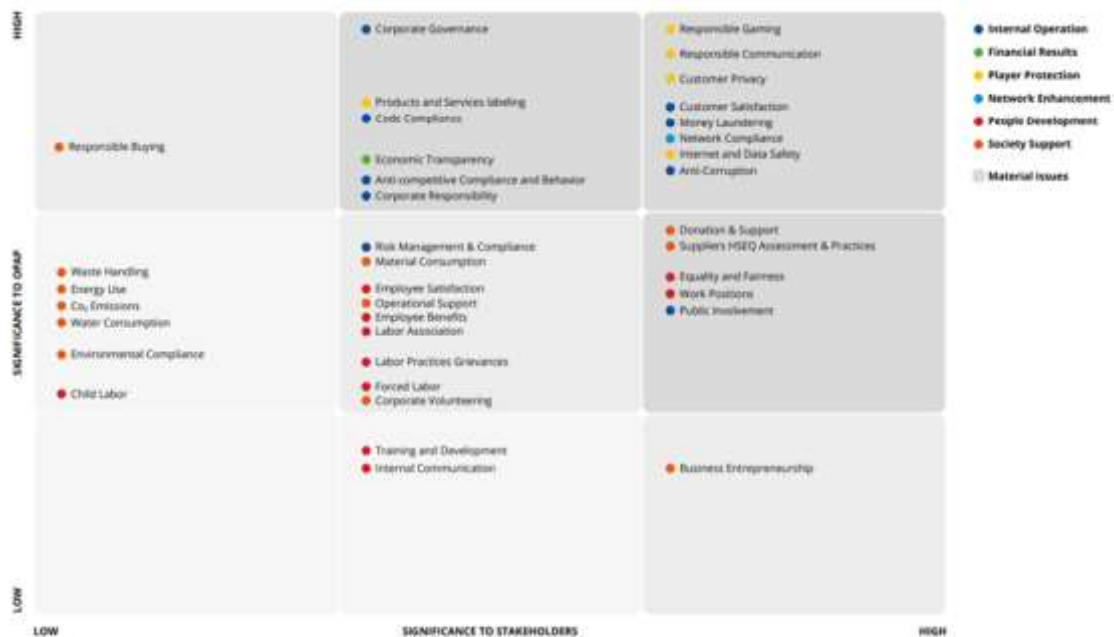 HIGH
SIGNIFICANCE TO OPAP
LOW
Responsible Buying
Waste Handling
Energy Use
Co₂ Emissions
Water Consumption
Environmental Compliance
Child Labor
Corporate Governance
Products and Services labeling
Code Compliance
Economic Transparency
Anti-competitive Compliance and Behavior
Corporate Responsibility
Risk Management & Compliance
Material Consumption
Employee Satisfaction
Operational Support
Employee Benefits
Labor Association
Labor Practices Grievances
Forced Labor
Corporate Volunteering
Training and Development
Internal Communication
Responsible Gaming
Responsible Communication
Customer Privacy
Customer Satisfaction
Money Laundering
Network Compliance
Internet and Data Safety
Anti-Corruption
Donation & Support
Suppliers HSEQ Assessment & Practices
Equality and Fairness
Work Positions
Public Involvement
Business Entrepreneurship
Internal Operation
Financial Results
Player Protection
Network Enhancement
People Development
Society Support
Material issues
LOW
SIGNIFICANCE TO STAKEHOLDERS
HIGH